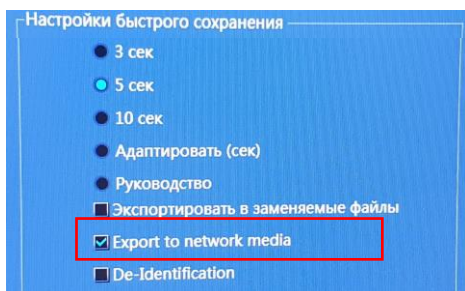 Настройки быстрого сохранения
3 сек
5 сек
10 сек
Адаптировать (сек)
Руководство
Экспортировать в заменяемые файлы
Export to network media
De-Identification